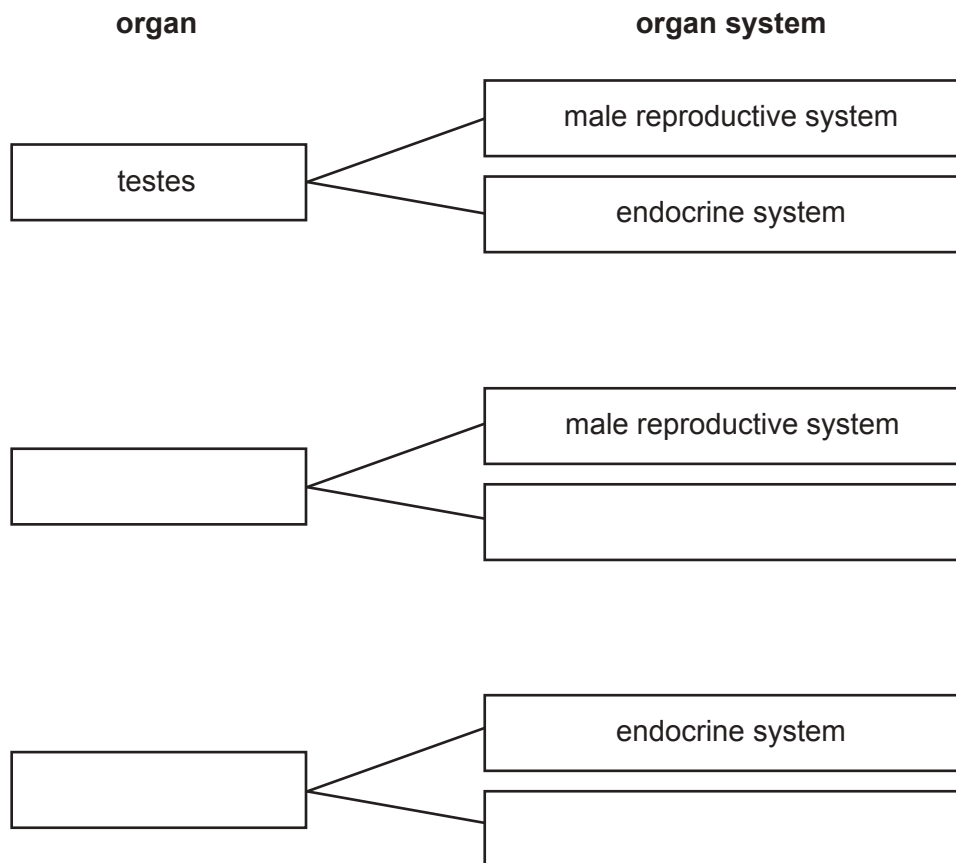 organ
organ system
testes
male reproductive system
endocrine system
male reproductive system
endocrine system